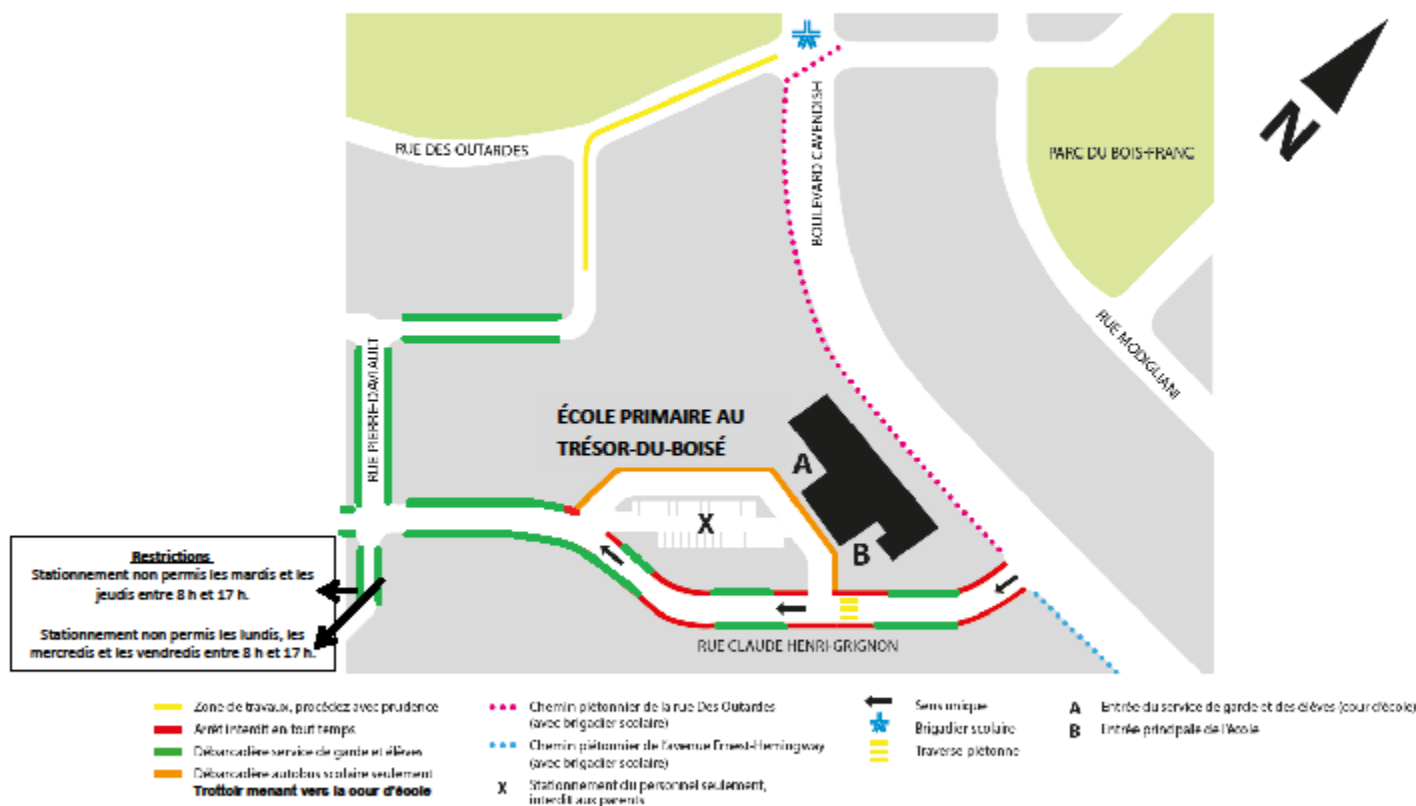 RUE DES OUTARDES
BOULEVARD CAVENDISH
PARC DU BOIS-FRANC
N
RUE MODIGLIANI
RUE PIERRE-DAVIAULT
ÉCOLE PRIMAIRE AU
TRÉSOR-DU-BOISÉ
A
X
B
Restrictions
Stationnement non permis les mardis et les
jeudis entre 8 h et 17 h.
Stationnement non permis les lundis, les
mercredis et les vendredis entre 8 h et 17 h.
RUE CLAUDE HENRI-GRIGNON
Zone de travaux, procédez avec prudence
Arrêt interdit en tout temps
Débarcadère service de garde et élèves
Débarcadère autobus scolaire seulement
Trottoir menant vers la cour d'école
Chemin piétonnier de la rue Des Outardes
(avec brigadier scolaire)
Chemin piétonnier de l'avenue Ernest-Hemingway
(avec brigadier scolaire)
X Stationnement du personnel seulement,
interdit aux parents
Sens unique
Brigadier scolaire
Traverse piétonne
A Entrée du service de garde et des élèves (cour d'école)
B Entrée principale de l'école